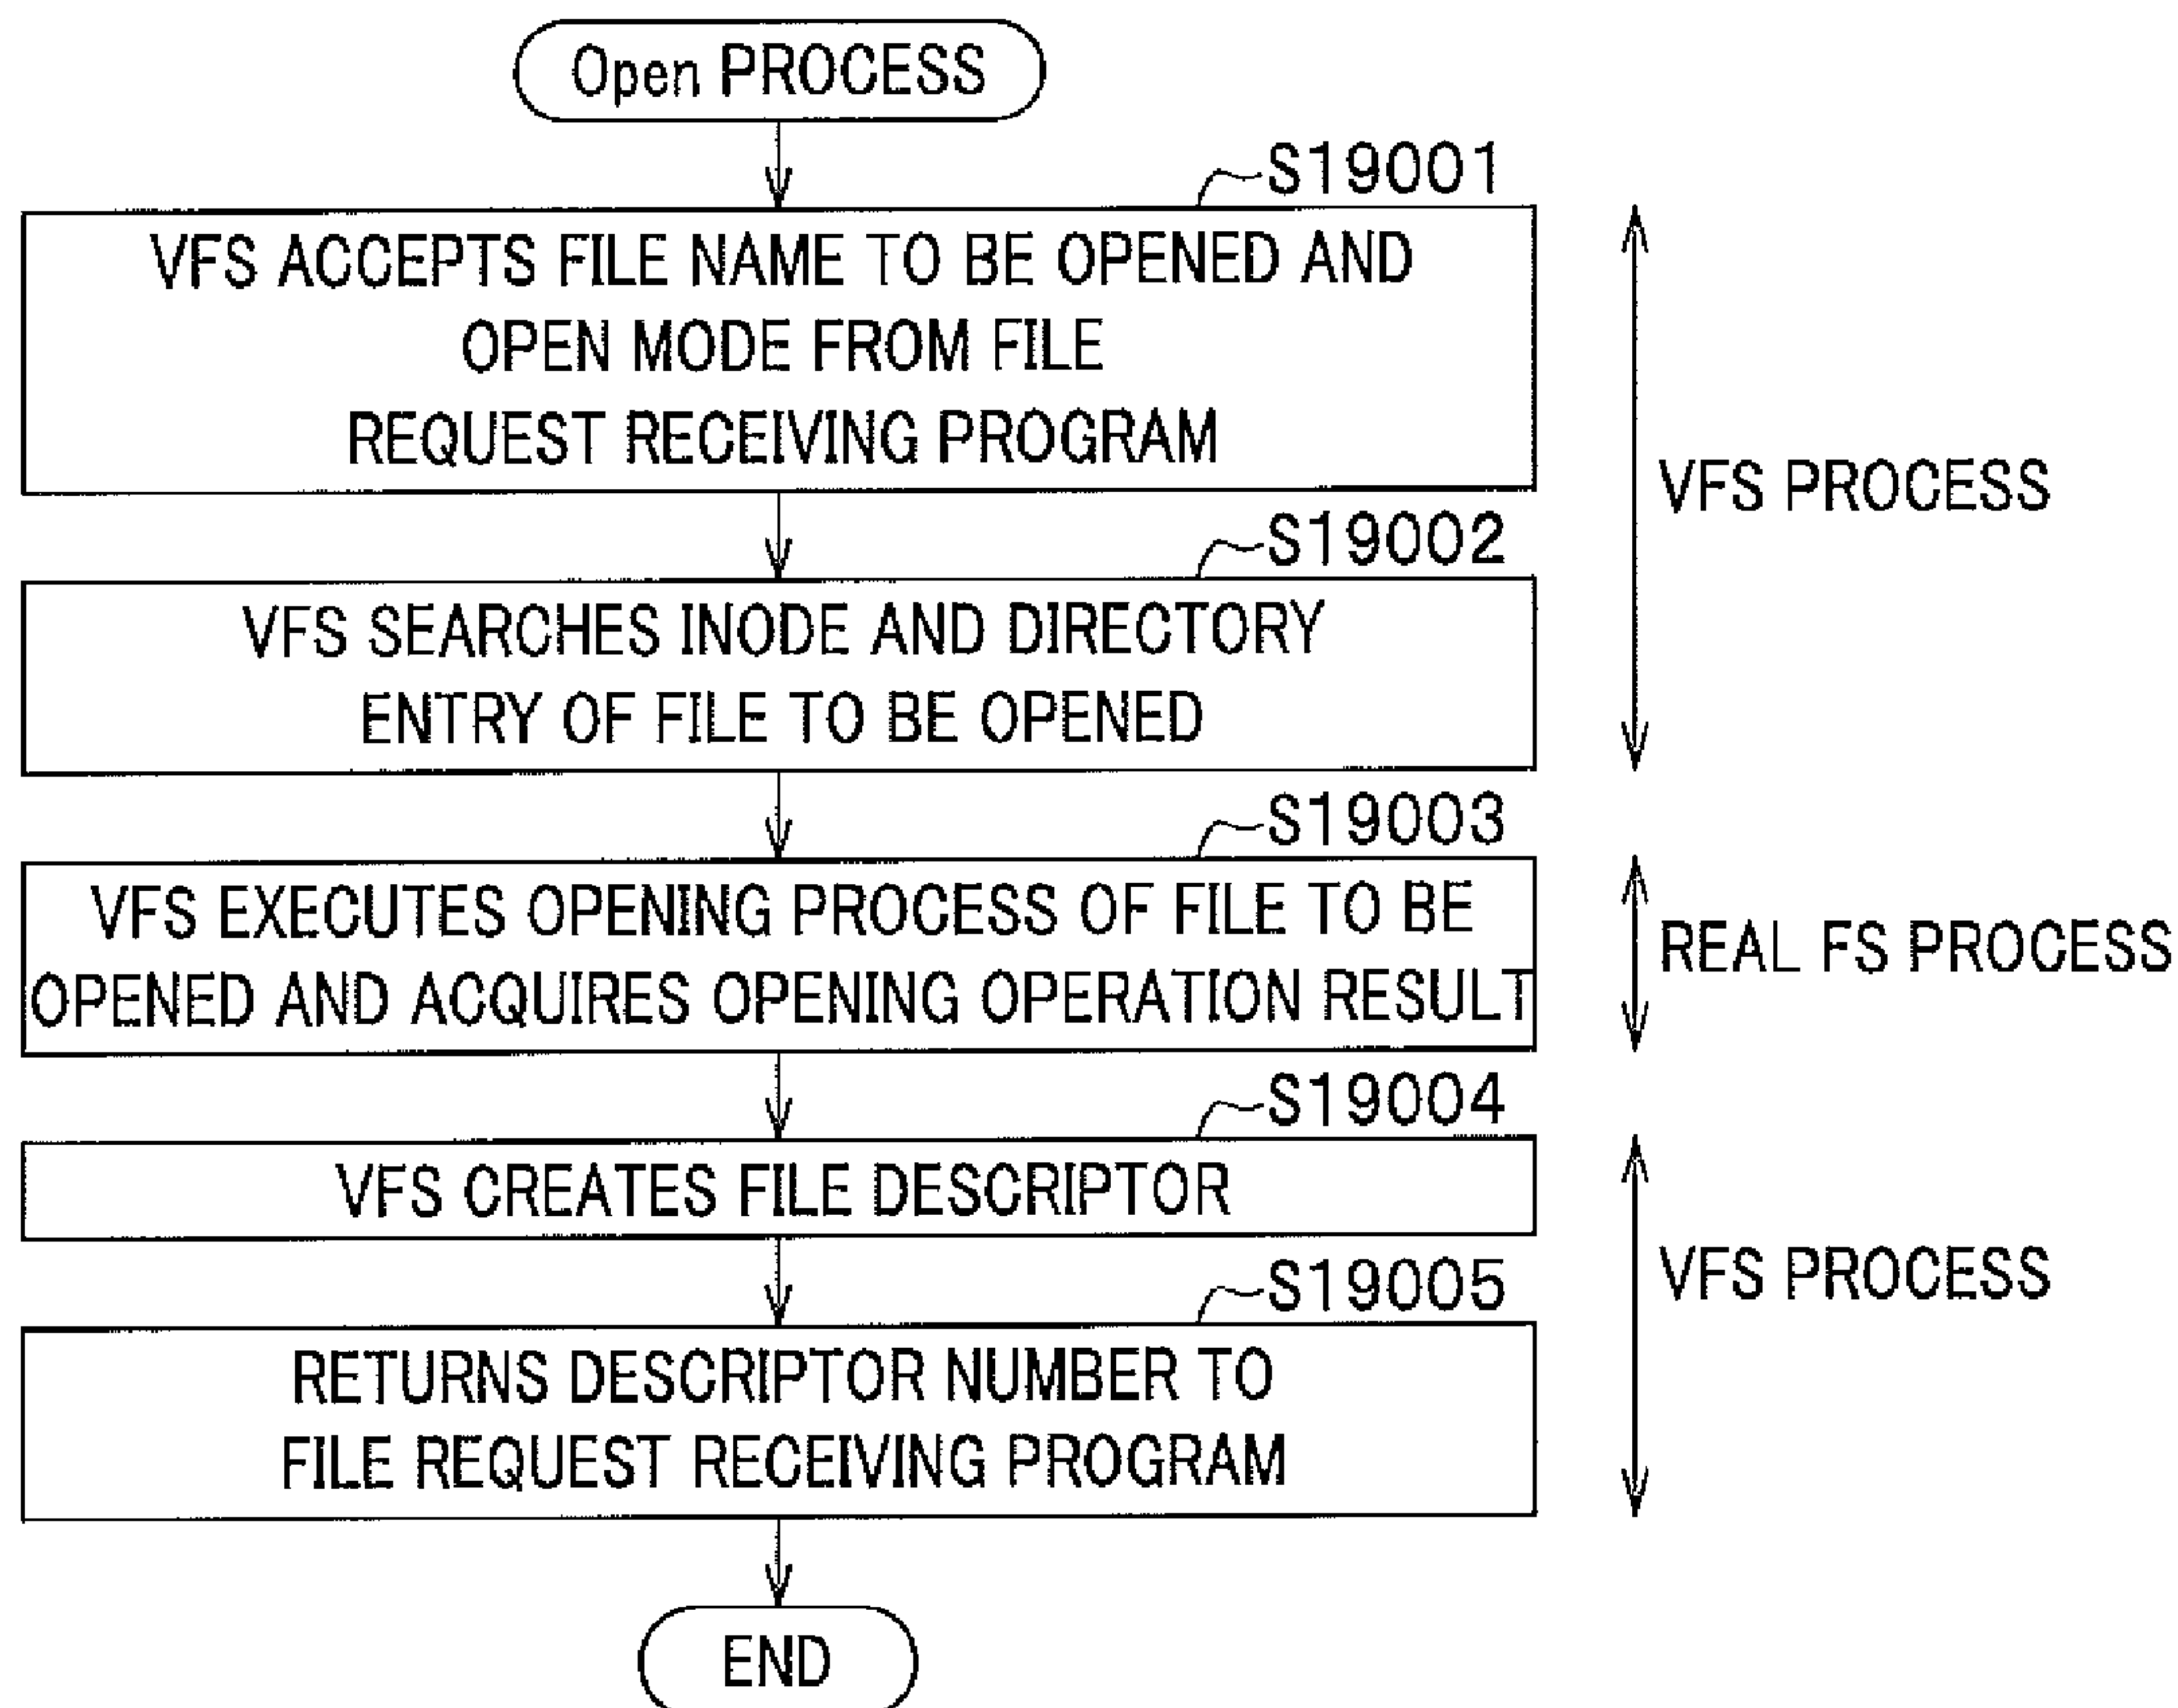 Open PROCESS
S19001
VFS ACCEPTS FILE NAME TO BE OPENED AND
OPEN MODE FROM FILE
REQUEST RECEIVING PROGRAM
VFS PROCESS
S19002
VFS SEARCHES INODE AND DIRECTORY
ENTRY OF FILE TO BE OPENED
S19003
VFS EXECUTES OPENING PROCESS OF FILE TO BE
OPENED AND ACQUIRES OPENING OPERATION RESULT
REAL FS PROCESS
S19004
VFS CREATES FILE DESCRIPTOR
VFS PROCESS
S19005
RETURNS DESCRIPTOR NUMBER TO
FILE REQUEST RECEIVING PROGRAM
END